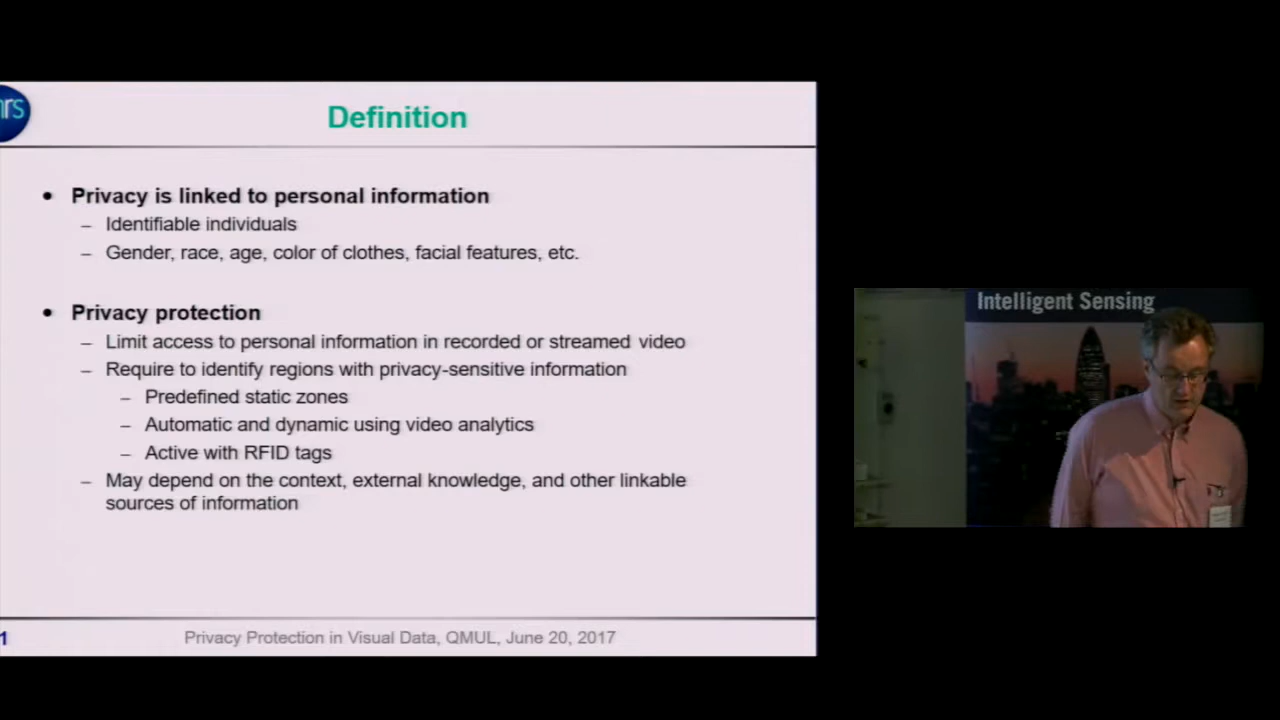 nrs
Definition
• Privacy is linked to personal information
– Identifiable individuals
– Gender, race, age, color of clothes, facial features, etc.
• Privacy protection
– Limit access to personal information in recorded or streamed video
– Require to identify regions with privacy-sensitive information
– Predefined static zones
– Automatic and dynamic using video analytics
– Active with RFID tags
– May depend on the context, external knowledge, and other linkable
sources of information
1
Privacy Protection in Visual Data, QMUL, June 20, 2017
Intelligent Sensing